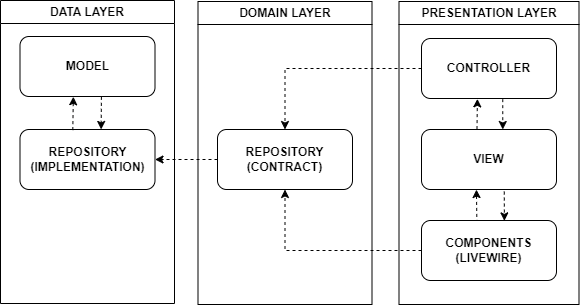 DATA LAYER
DOMAIN LAYER
PRESENTATION LAYER
MODEL
CONTROLLER
REPOSITORY
(IMPLEMENTATION)
REPOSITORY
(CONTRACT)
VIEW
COMPONENTS
(LIVEWIRE)